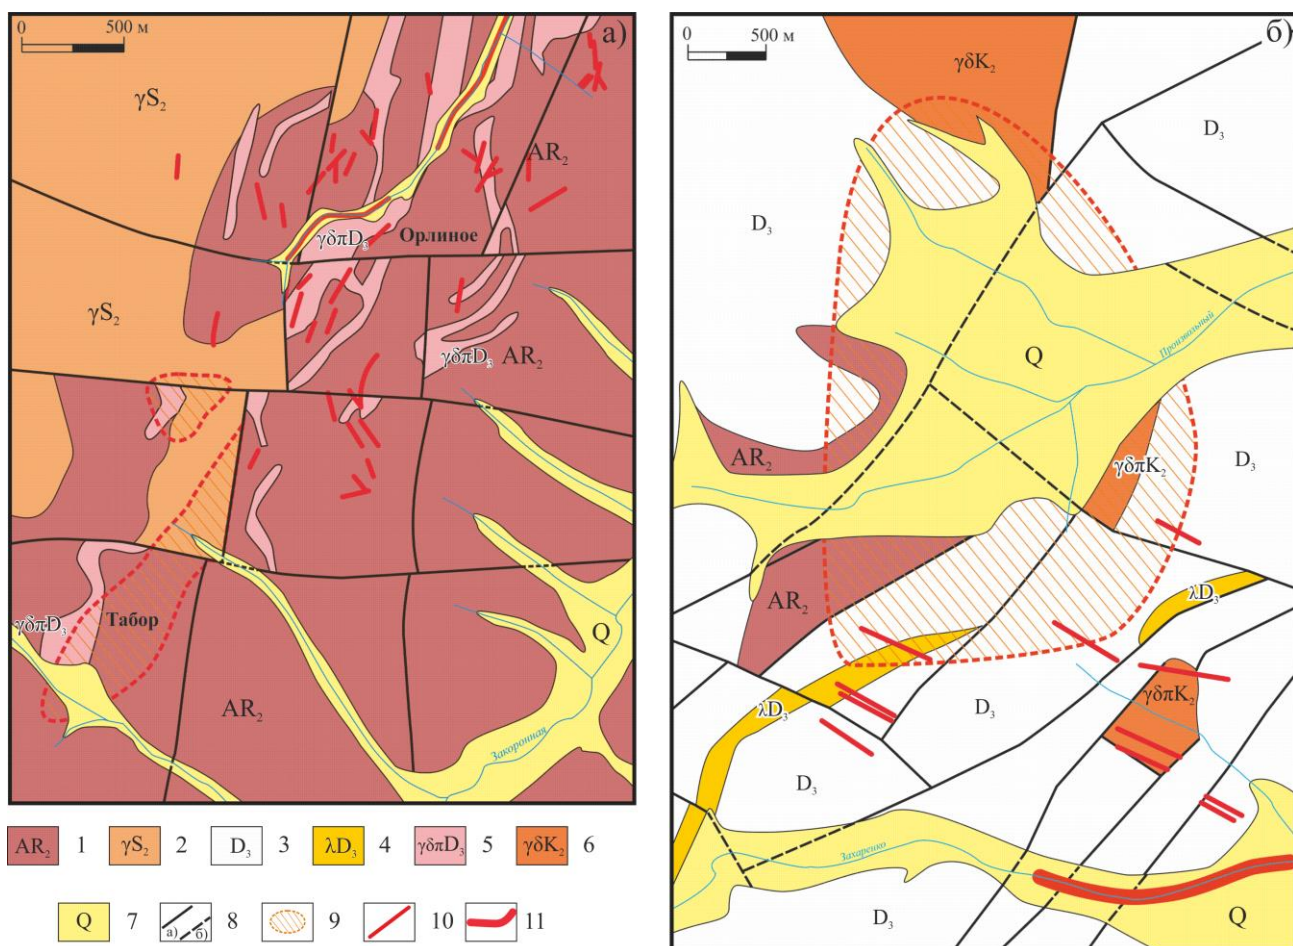 0 500 м
а)
γS₂
AR₂
γδπD₃
Орлиное
γS₂
γδπD₃
AR₂
γδπD₃
Табор
Q
AR₂
Закоронная
0 500 м
б)
γδK₂
D₃
D₃
Произвольный
Q
AR₂
γδπK₂
D₃
AR₂
λD₃
γδπK₂
λD₃
D₃
D₃
Захаренко
D₃
Q
AR₂ 1 γS₂ 2 D₃ 3 λD₃ 4 γδπD₃ 5 γδK₂ 6
Q 7 а) б) 8 9 10 11